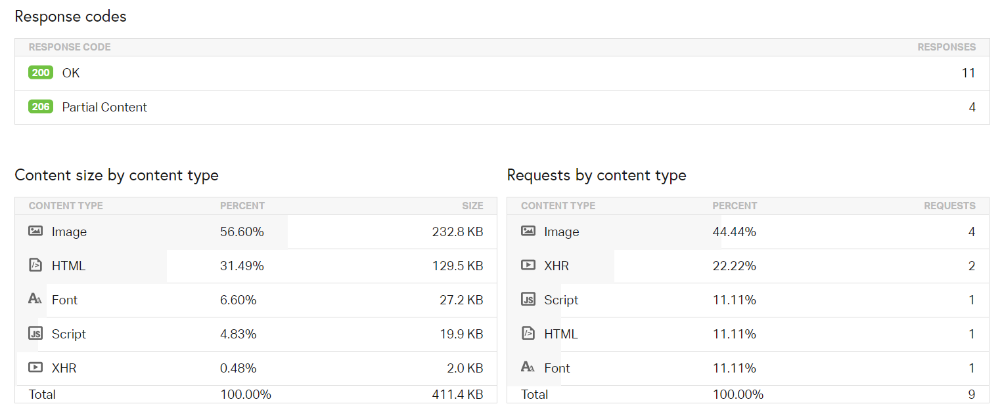 Response codes
RESPONSE CODE RESPONSES
200 OK 11
206 Partial Content 4
Content size by content type
CONTENT TYPE PERCENT SIZE
Image 56.60% 232.8 KB
HTML 31.49% 129.5 KB
Font 6.60% 27.2 KB
JS Script 4.83% 19.9 KB
XHR 0.48% 2.0 KB
Total 100.00% 411.4 KB
Requests by content type
CONTENT TYPE PERCENT REQUESTS
Image 44.44% 4
XHR 22.22% 2
JS Script 11.11% 1
HTML 11.11% 1
Font 11.11% 1
Total 100.00% 9